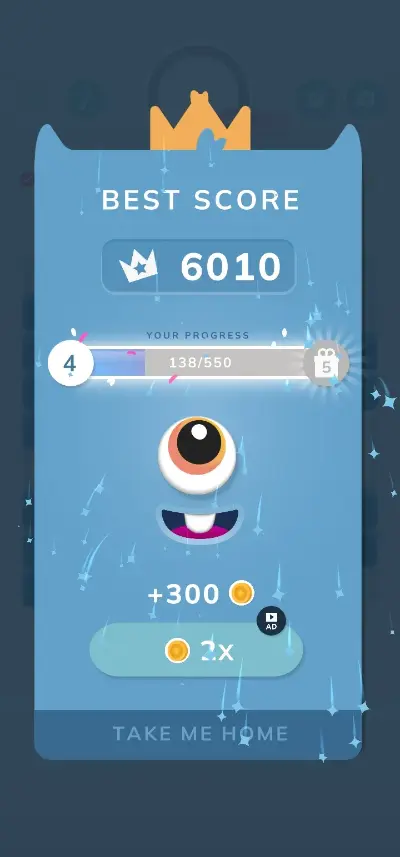 BEST SCORE
6010
YOUR PROGRESS
4
138/550
5
+300
AD
2x
TAKE ME HOME